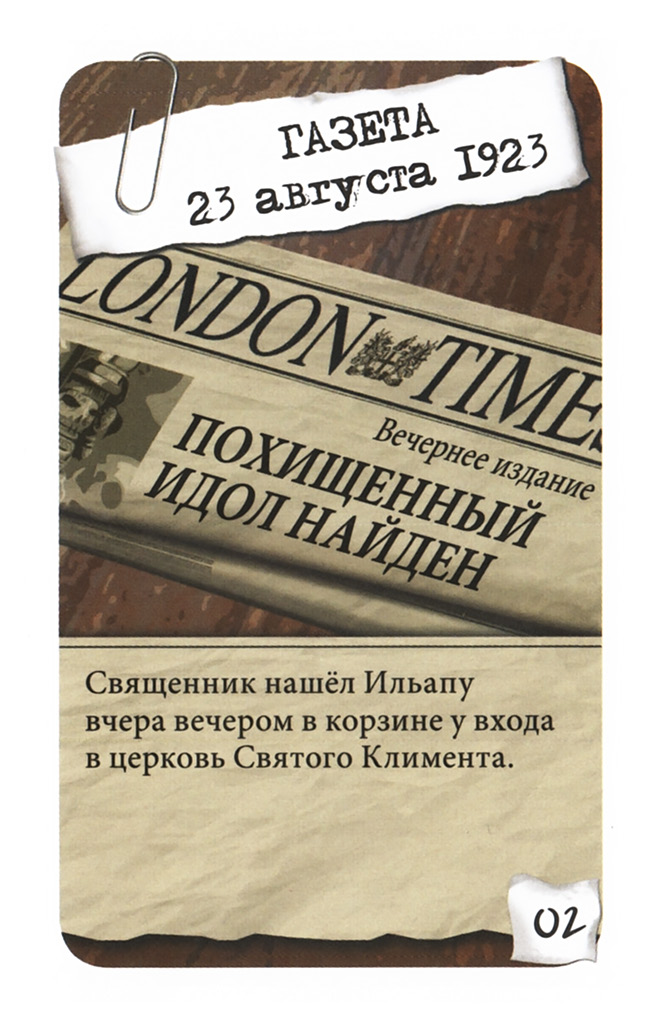 ГАЗЕТА
23 августа 1923
LONDON TIMES
Вечернее издание
ПОХИЩЕННЫЙ
ИДОЛ НАЙДЕН
Священник нашёл Ильапу
вчера вечером в корзине у входа
в церковь Святого Климента.
02